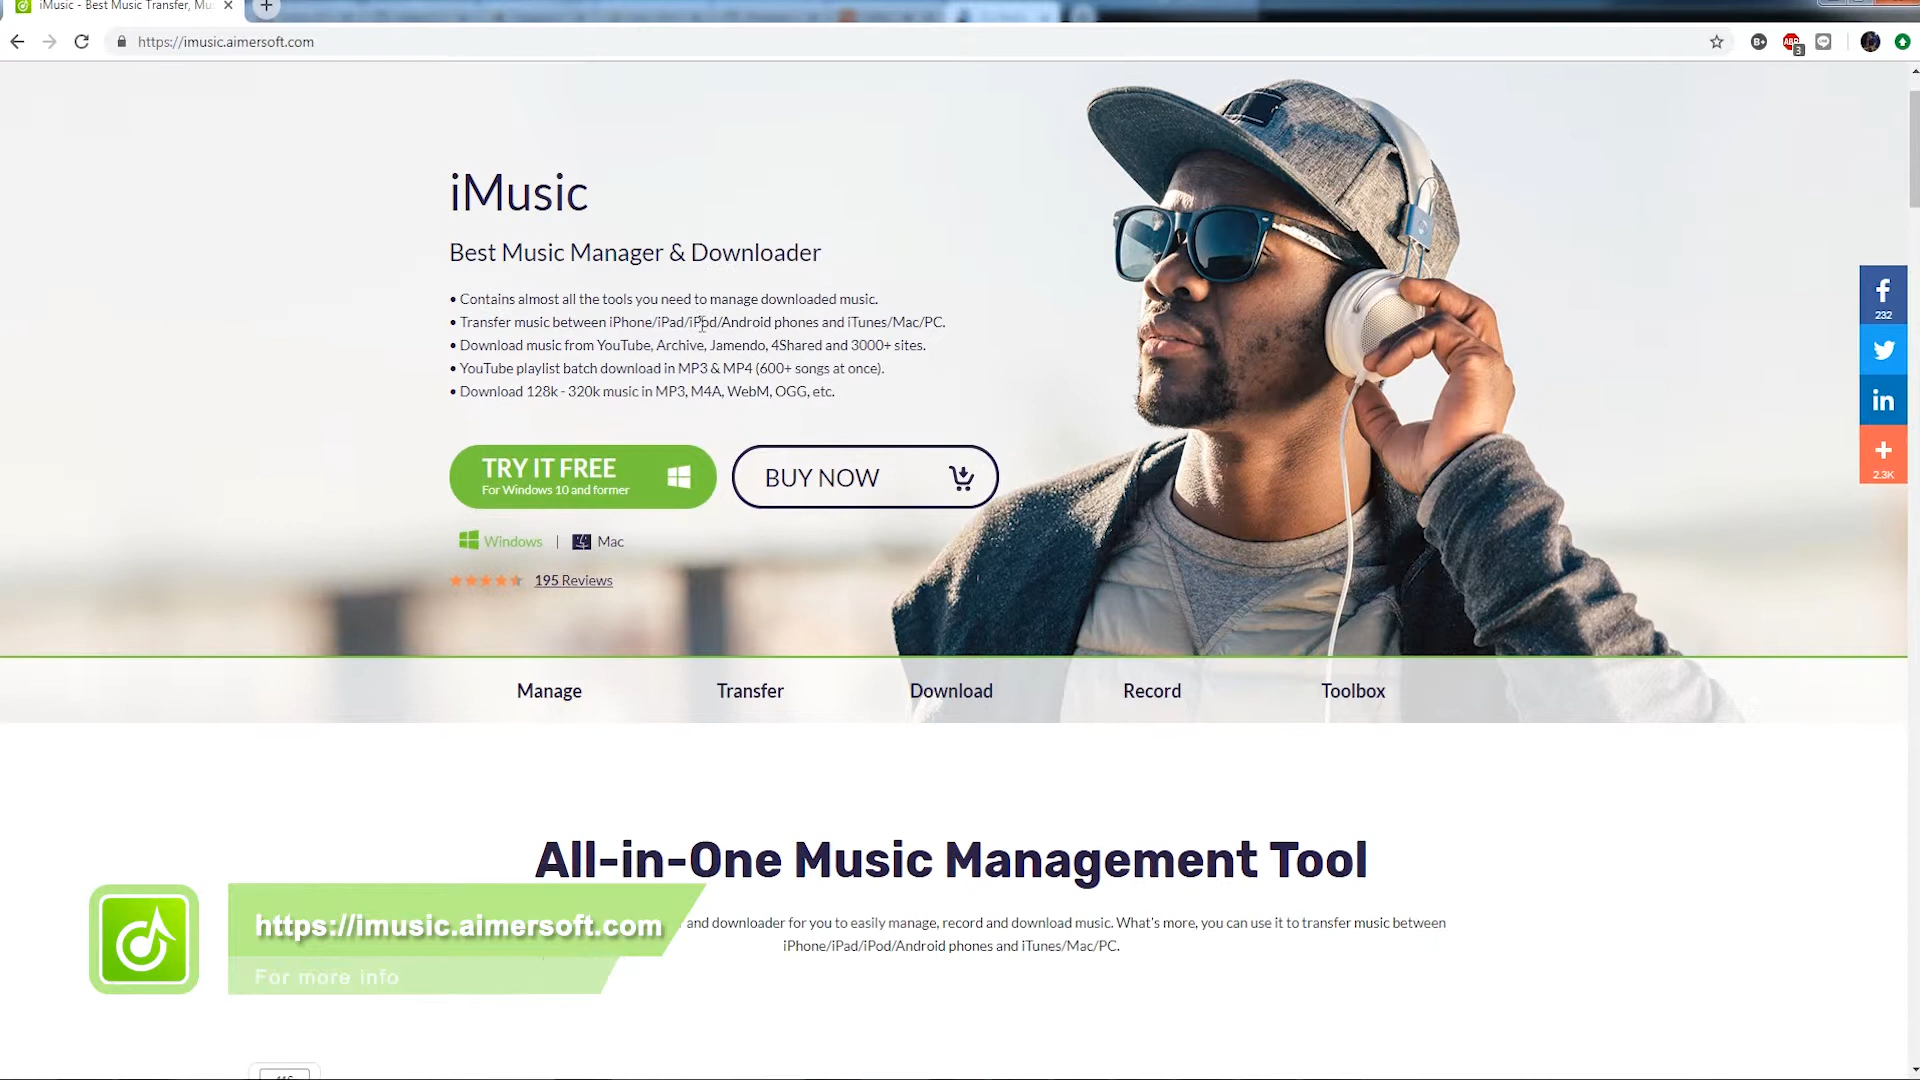 iMusic - Best Music Transfer, Mu
https://imusic.aimersoft.com
3
iMusic
Best Music Manager & Downloader
• Contains almost all the tools you need to manage downloaded music.
• Transfer music between iPhone/iPad/iPod/Android phones and iTunes/Mac/PC.
• Download music from YouTube, Archive, Jamendo, 4Shared and 3000+ sites.
• YouTube playlist batch download in MP3 & MP4 (600+ songs at once).
• Download 128k - 320k music in MP3, M4A, WebM, OGG, etc.
TRY IT FREE
For Windows 10 and former
BUY NOW
Windows | Mac
195 Reviews
232
2.3K
Manage Transfer Download Record Toolbox
All-in-One Music Management Tool
and downloader for you to easily manage, record and download music. What's more, you can use it to transfer music between
iPhone/iPad/iPod/Android phones and iTunes/Mac/PC.
https://imusic.aimersoft.com
For more info